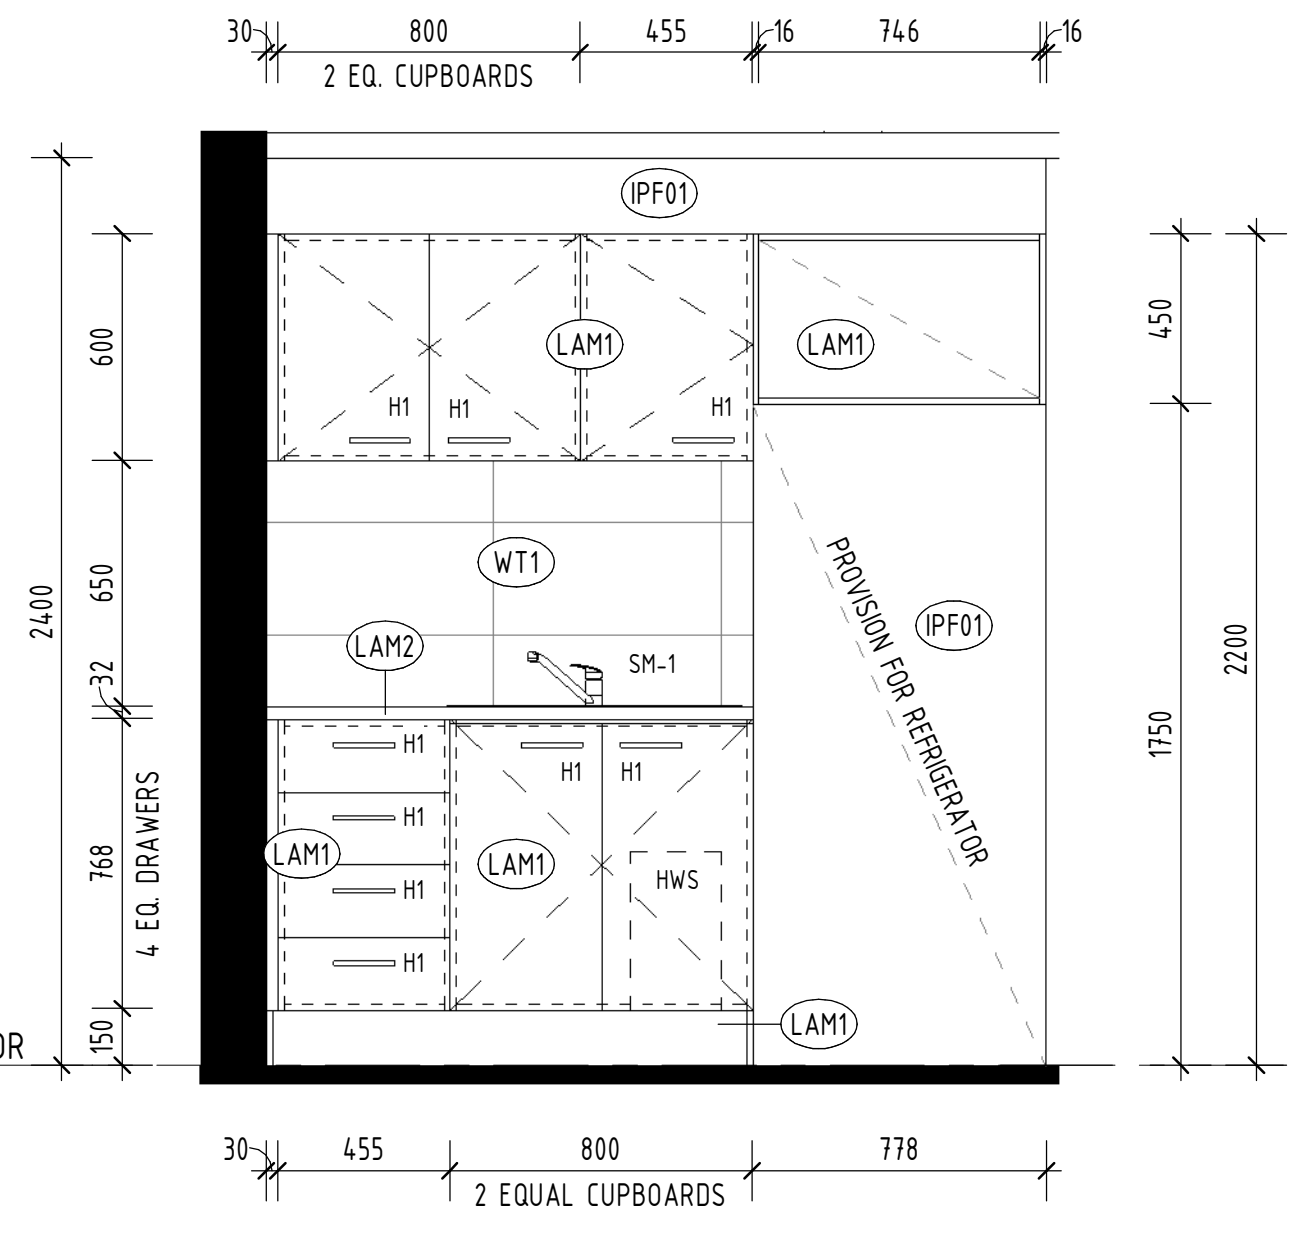 30 800 455 16 746 16
2 EQ. CUPBOARDS
IPF01
600
450
LAM1 LAM1
H1 H1 H1
WT1
650
2400
PROVISION FOR REFRIGERATOR
IPF01
2200
LAM2
SM-1
32
1750
H1 H1 H1
H1
768
4 EQ. DRAWERS
LAM1 LAM1
HWS
H1
H1
LAM1
150
OR
30 455 800 778
2 EQUAL CUPBOARDS